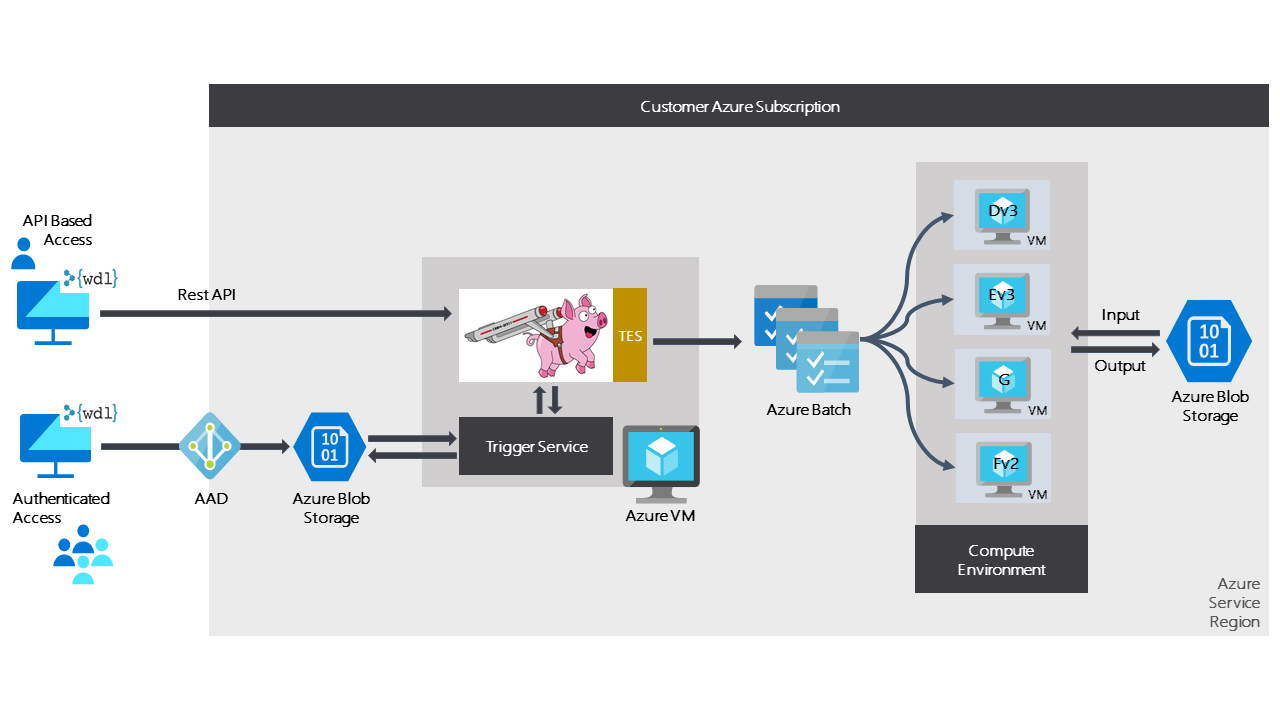 Customer Azure Subscription
API Based
Access
{wdl}
Rest API
TES
Trigger Service
Azure VM
{wdl}
Authenticated
Access
AAD
10
01
Azure Blob
Storage
Azure Batch
Dv3
VM
Ev3
VM
G
VM
Fv2
VM
Compute
Environment
Input
Output
10
01
Azure Blob
Storage
Azure
Service
Region